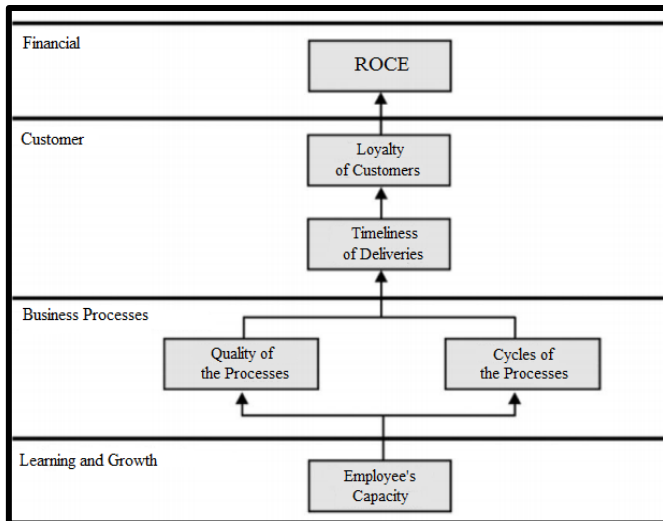 Financial
ROCE
Customer
Loyalty
of Customers
Timeliness
of Deliveries
Business Processes
Quality of
the Processes
Cycles of
the Processes
Learning and Growth
Employee's
Capacity